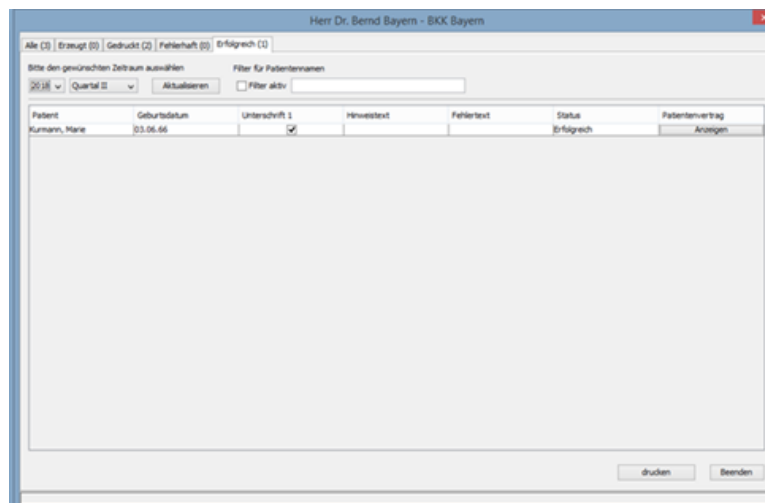 Herr Dr. Bernd Bayern - BKK Bayern
Alle (3) Erzeugt (0) Gedruckt (2) Fehlerhaft (0) Erfolgreich (1)
Bitte den gewünschten Zeitraum auswählen Filter für Patientennamen
2018 Quartal II Aktualisieren Filter aktiv
Patient Geburtsdatum Unterschrift 1 Hinweistext Fehlertext Status Patientenvertrag
Kurmann, Marie 03.06.66 Erfolgreich Anzeigen
drucken Beenden